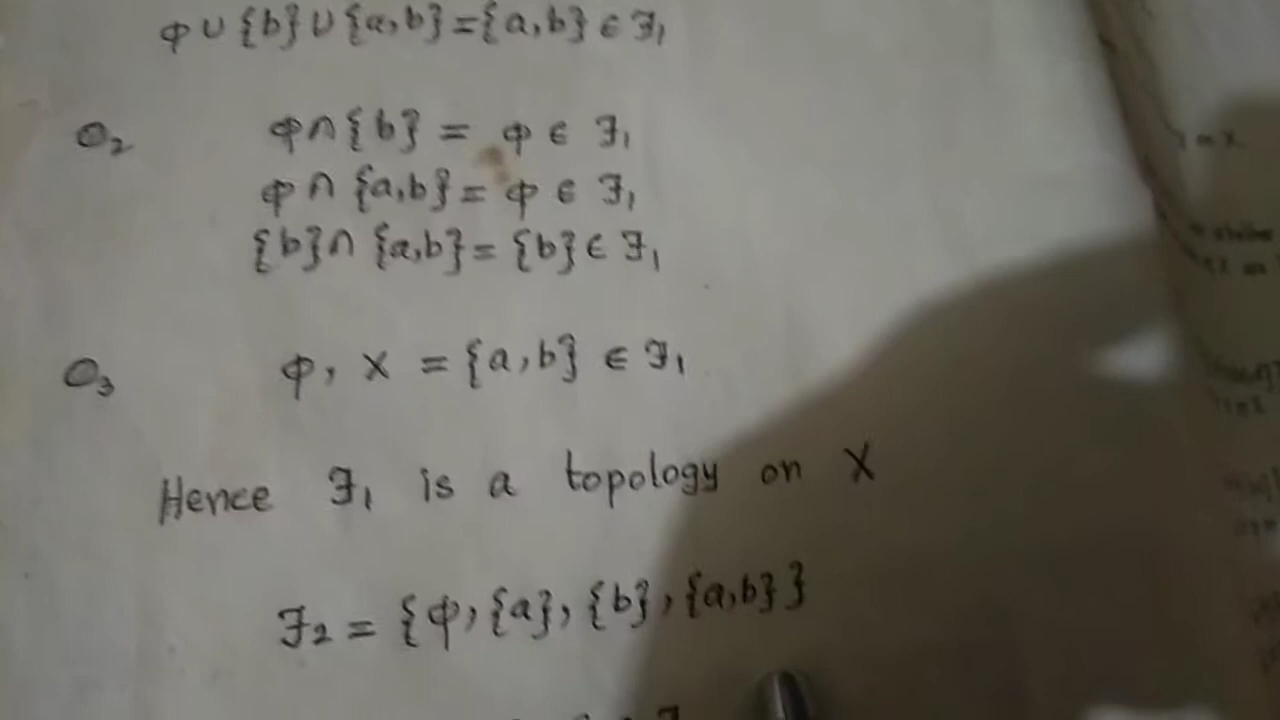 φ ∪ {b} ∪ {a,b} = {a,b} ∈ ℑ₁
O₂ φ ∩ {b} = φ ∈ ℑ₁
φ ∩ {a,b} = φ ∈ ℑ₁
{b} ∩ {a,b} = {b} ∈ ℑ₁
O₃ φ, X = {a,b} ∈ ℑ₁
Hence ℑ₁ is a topology on X
ℑ₂ = {φ, {a}, {b}, {a,b}}